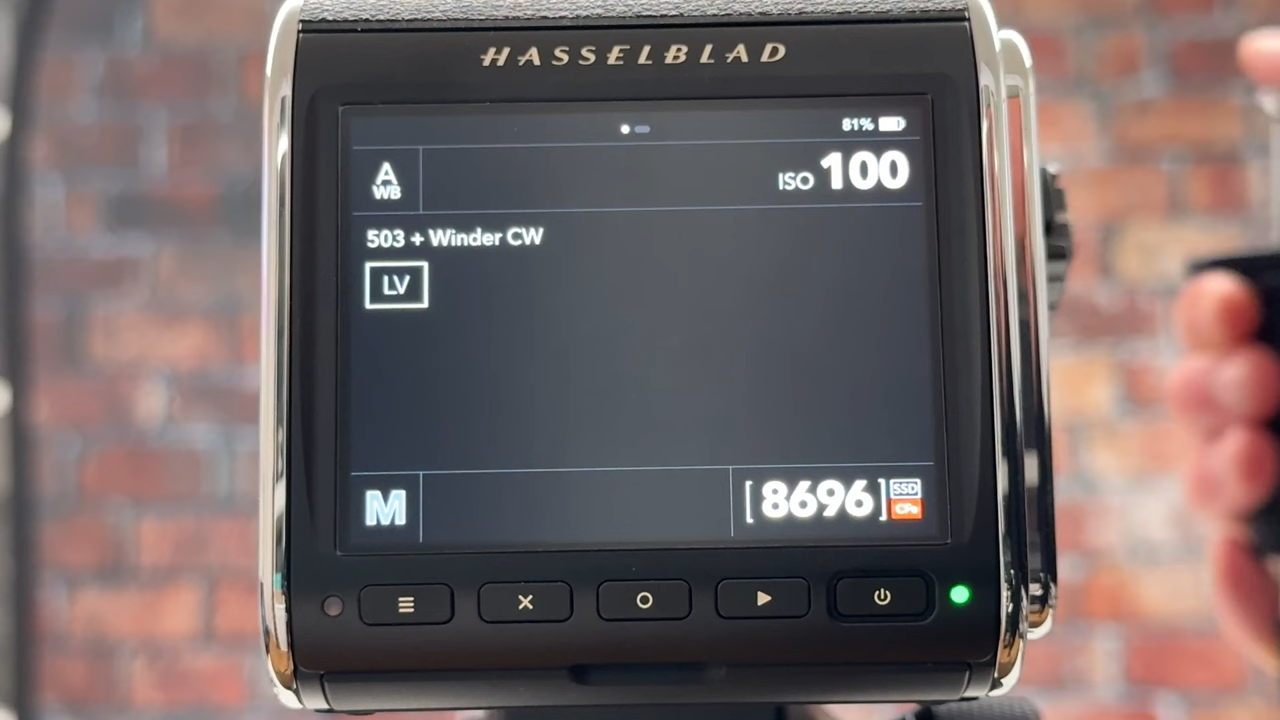 HASSELBLAD
81%
A
WB
ISO 100
503 + Winder CW
LV
M
[8696]
SSD
CFe